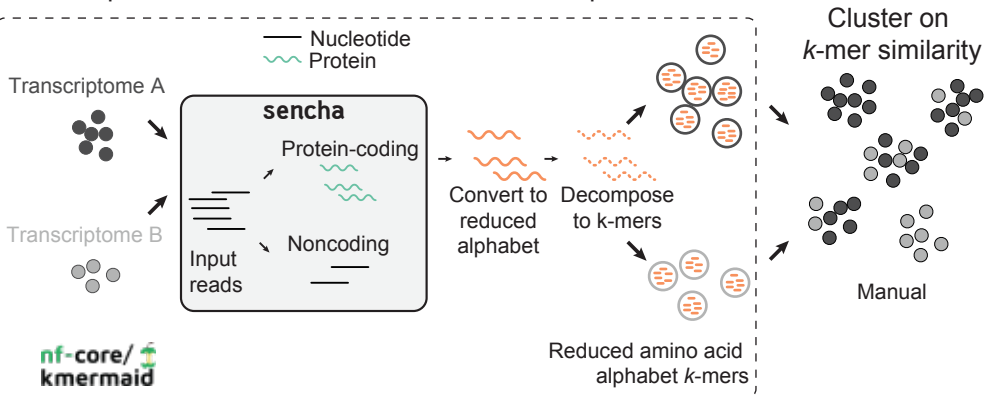 Cluster on
k-mer similarity
Nucleotide
Protein
Transcriptome A
sencha
Protein-coding
Transcriptome B
Input
reads
Noncoding
Convert to
reduced
alphabet
Decompose
to k-mers
Manual
Reduced amino acid
alphabet k-mers
nf-core/
kmermaid